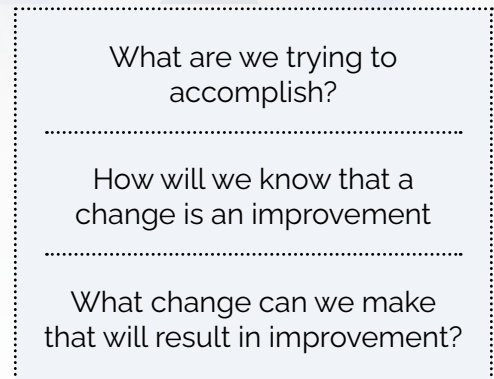 What are we trying to
accomplish?
How will we know that a
change is an improvement
What change can we make
that will result in improvement?